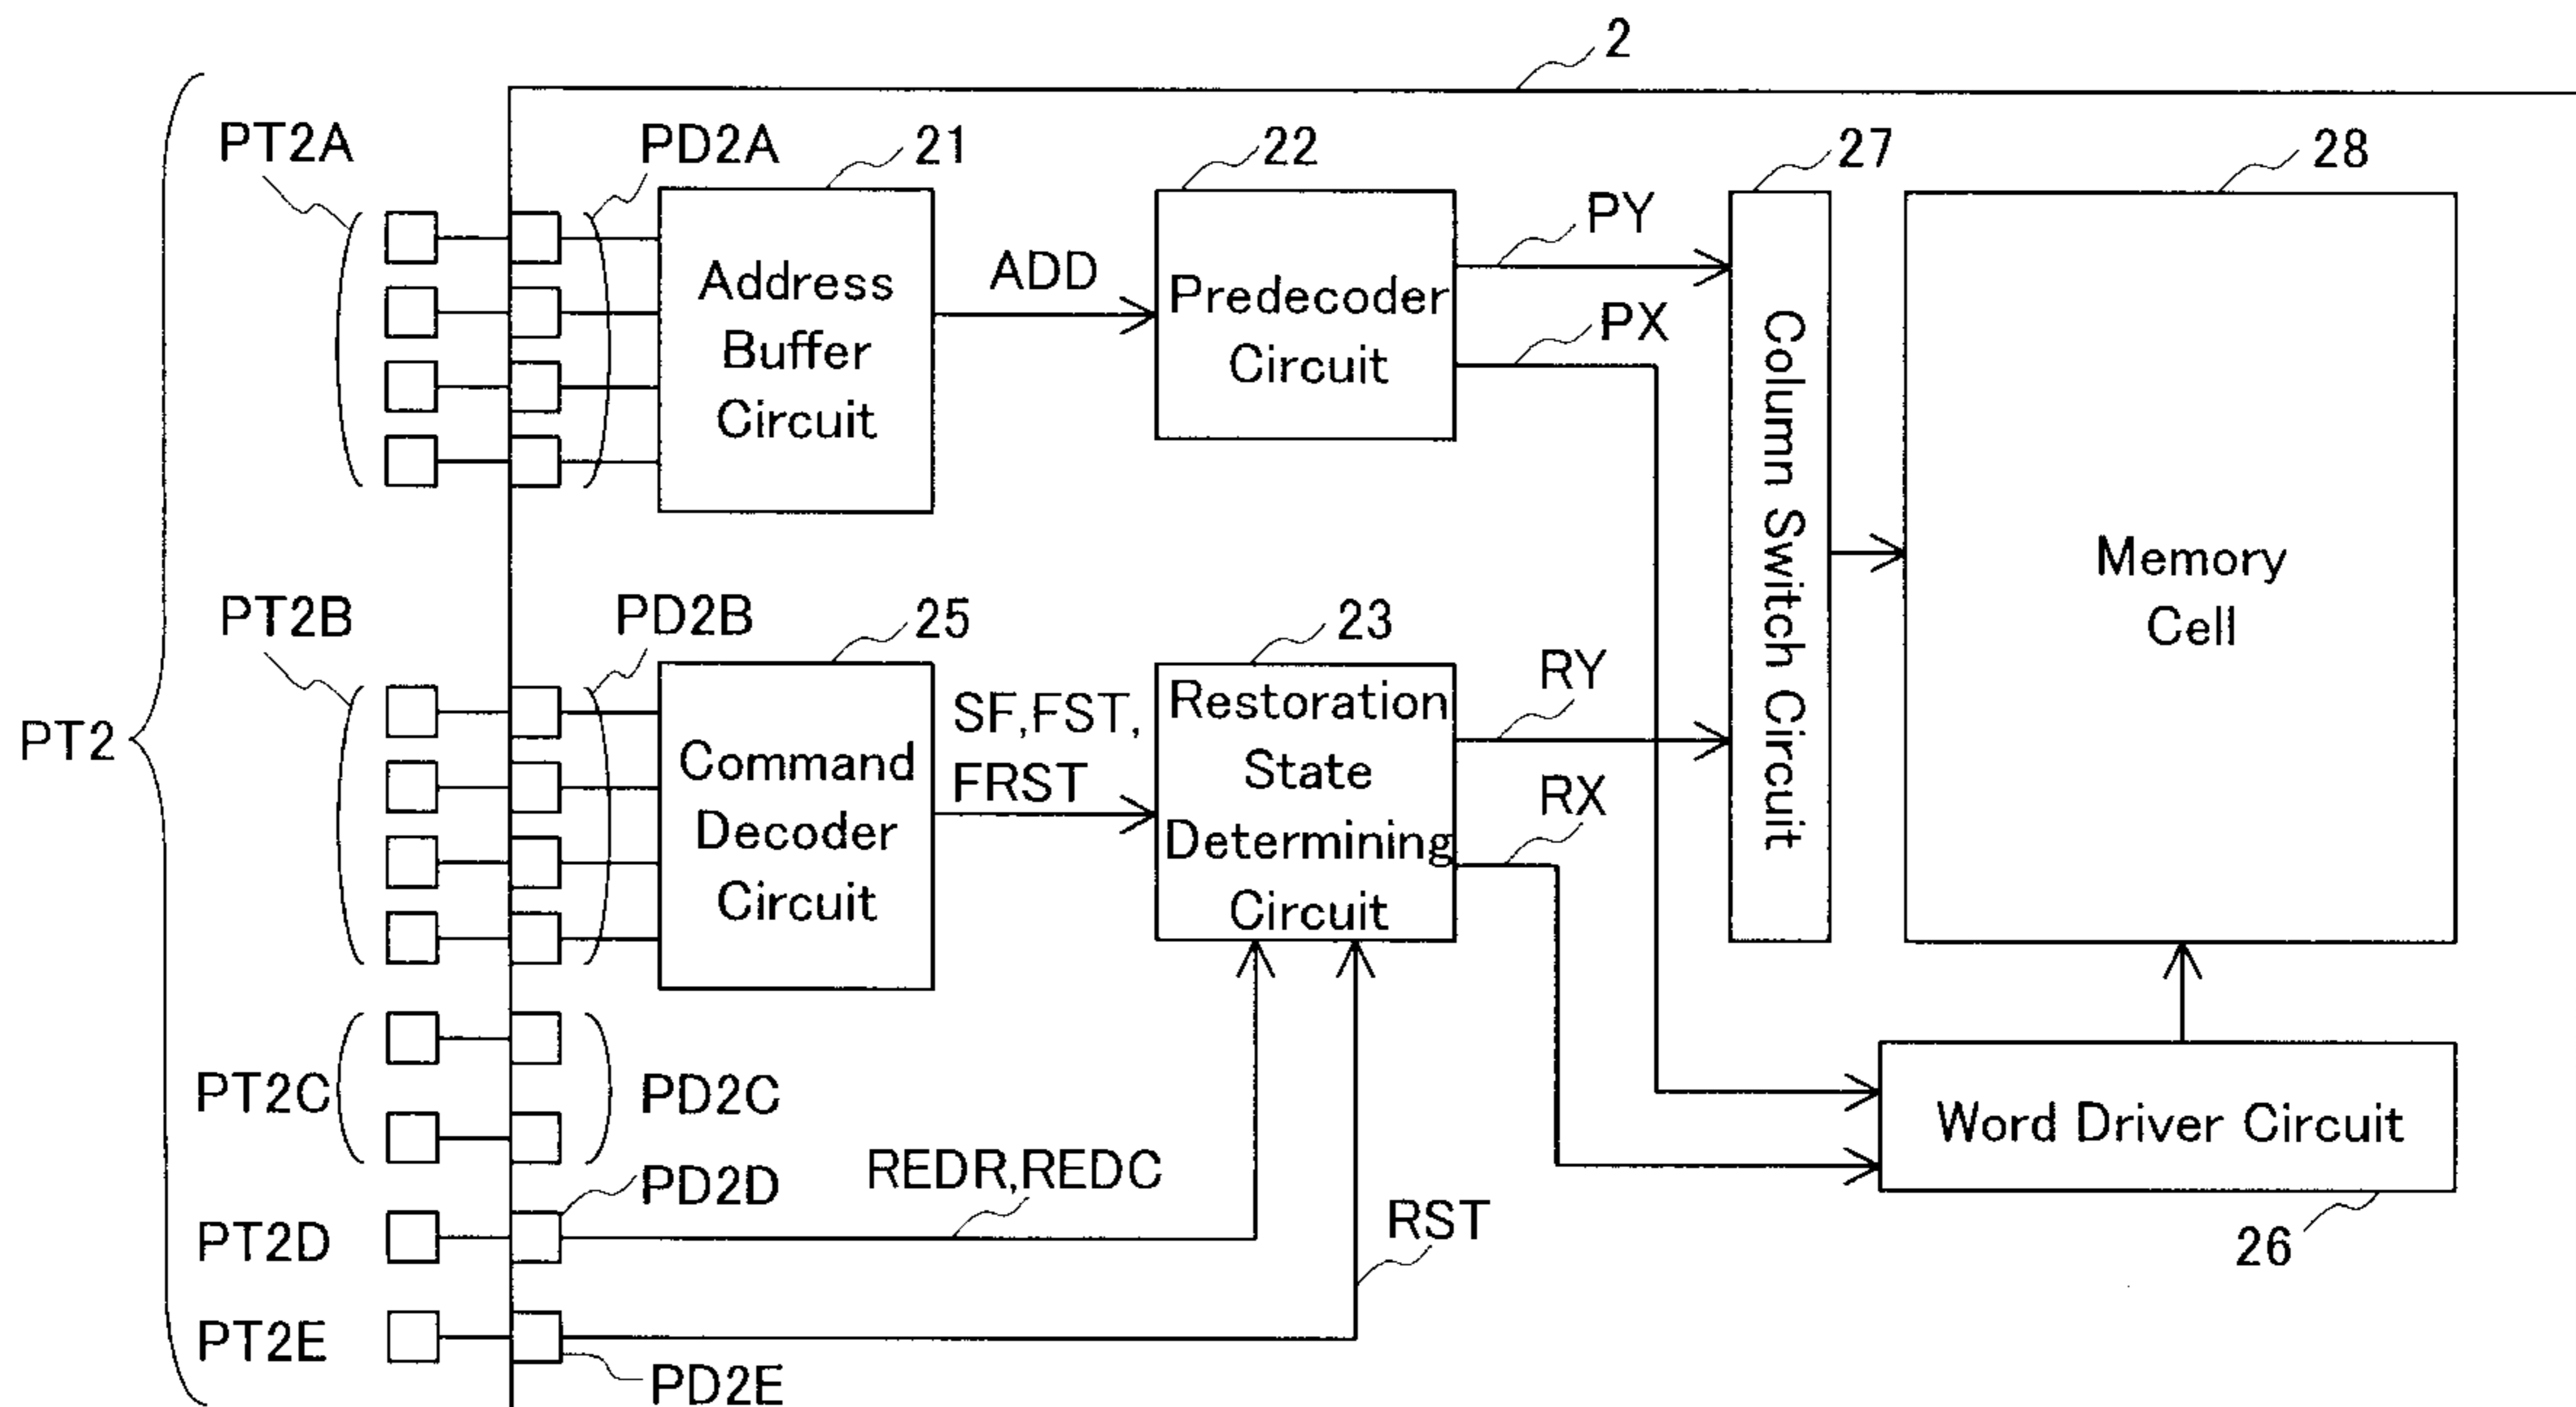 2
PT2A
PD2A
21
22
27
28
PY
ADD
PX
Address
Buffer
Circuit
Predecoder
Circuit
Column Switch Circuit
Memory
Cell
PT2B
PD2B
25
23
RY
SF,FST,
FRST
Restoration
State
Determining
Circuit
PT2
Command
Decoder
Circuit
RX
PT2C
PD2C
Word Driver Circuit
REDR,REDC
PD2D
RST
PT2D
26
PT2E
PD2E